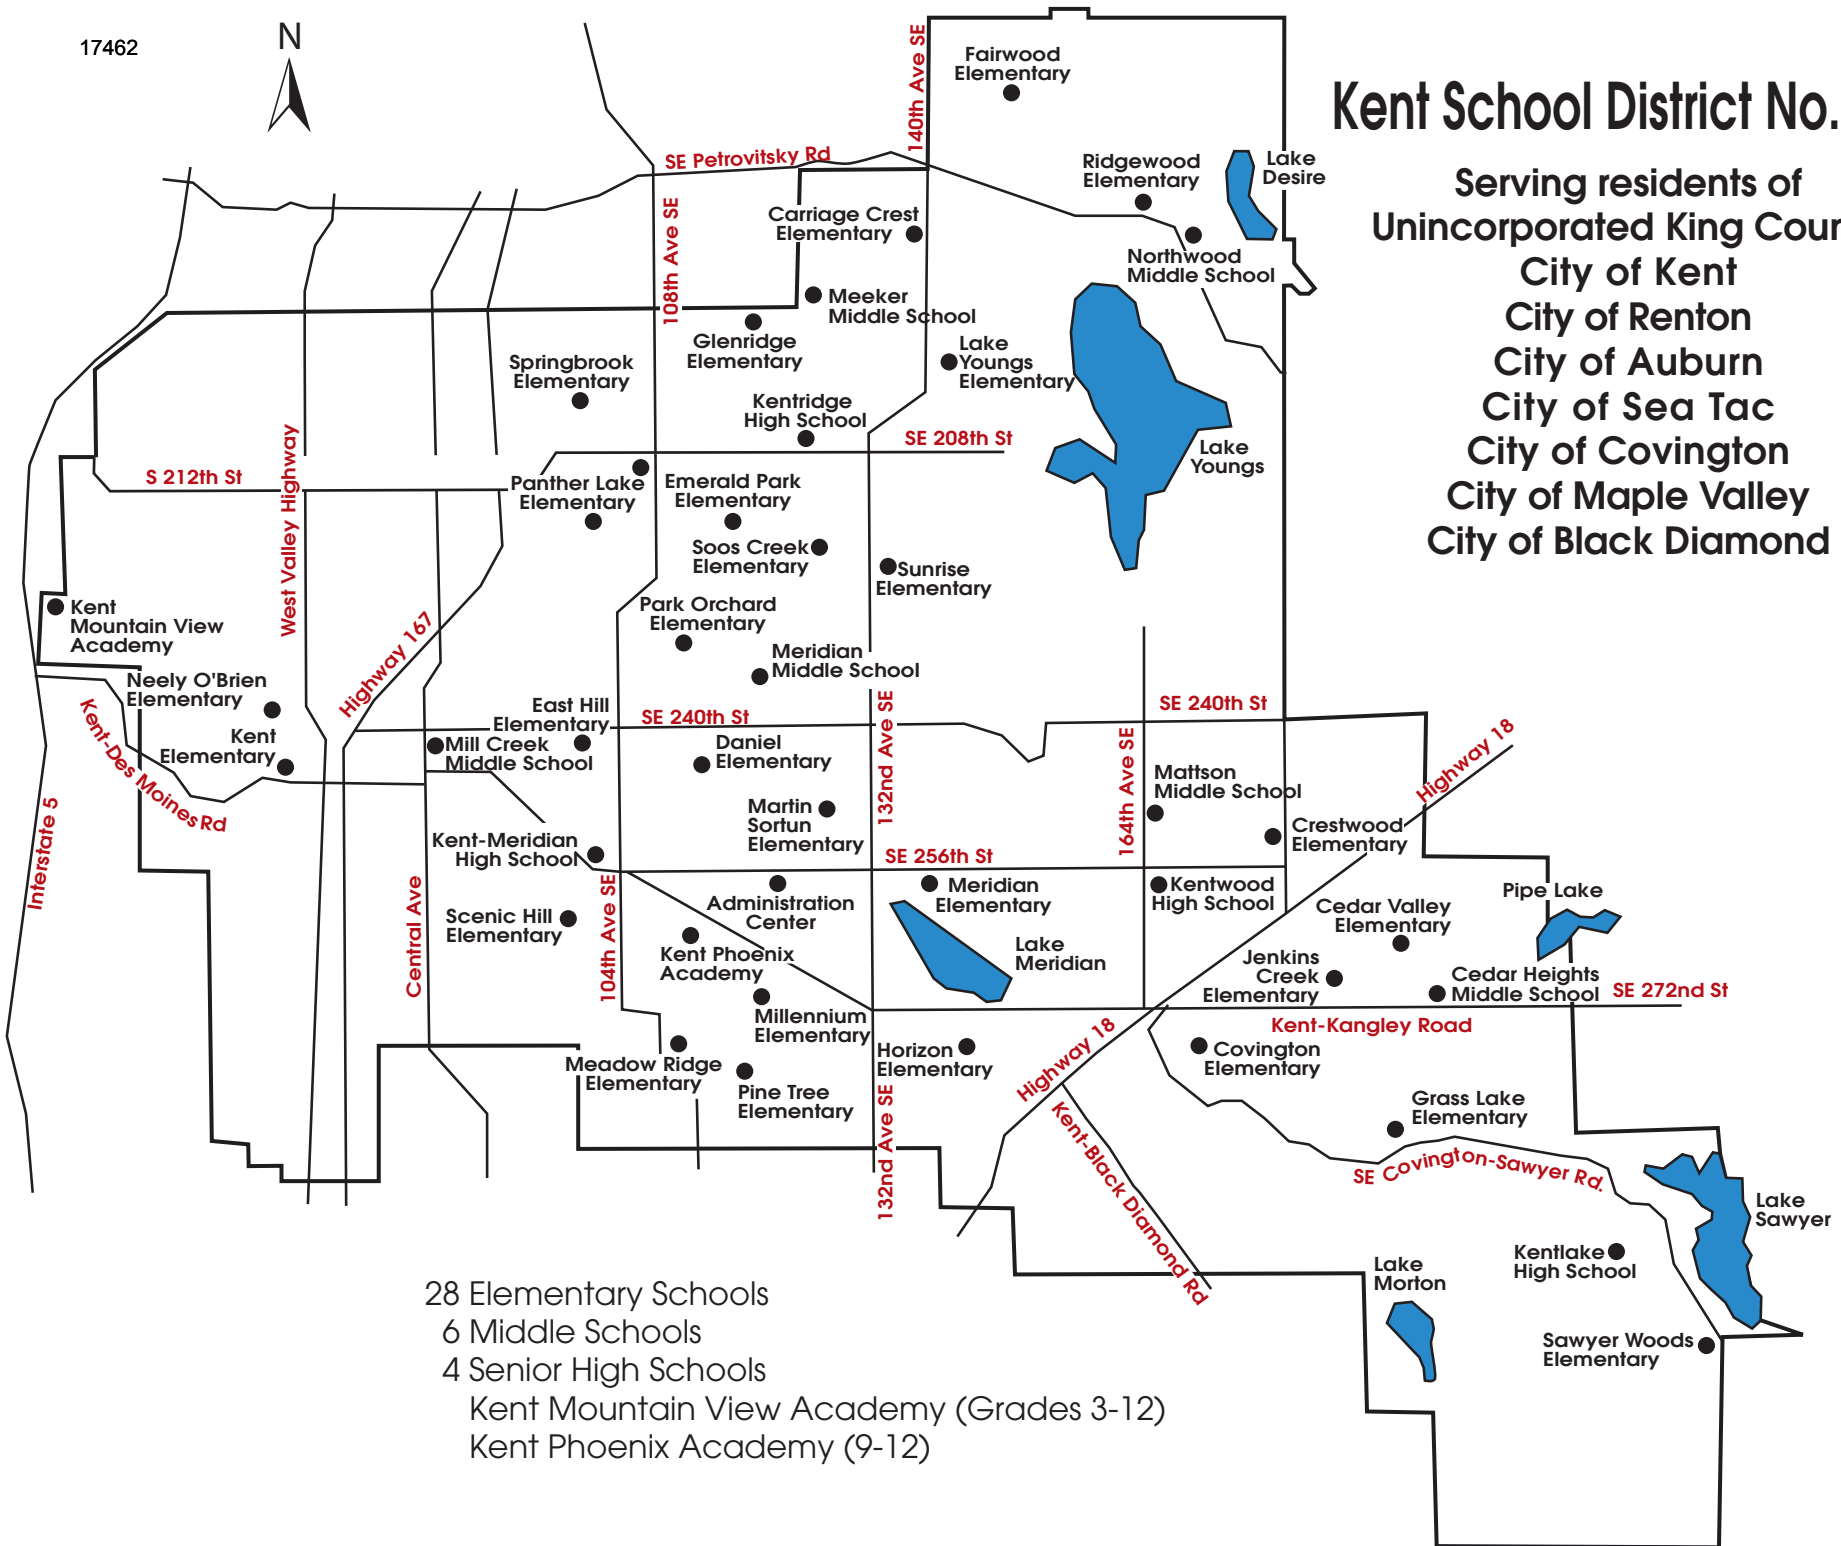 17462
N
Kent School District No.
Serving residents of
Unincorporated King Cour
City of Kent
City of Renton
City of Auburn
City of Sea Tac
City of Covington
City of Maple Valley
City of Black Diamond
140th Ave SE
Fairwood
Elementary
SE Petrovitsky Rd
Ridgewood
Elementary
Lake
Desire
108th Ave SE
Carriage Crest
Elementary
Northwood
Middle School
Meeker
Middle School
Glenridge
Elementary
Lake
Youngs
Elementary
Springbrook
Elementary
Kentridge
High School
SE 208th St
Lake
Youngs
S 212th St
West Valley Highway
Panther Lake
Elementary
Emerald Park
Elementary
Soos Creek
Elementary
Sunrise
Elementary
Kent
Mountain View
Academy
Park Orchard
Elementary
Highway 167
Meridian
Middle School
Neely O'Brien
Elementary
East Hill
Elementary
SE 240th St
132nd Ave SE
SE 240th St
Kent-Des Moines Rd
Kent
Elementary
Mill Creek
Middle School
Daniel
Elementary
164th Ave SE
Mattson
Middle School
Highway 18
Interstate 5
Martin
Sortun
Elementary
Crestwood
Elementary
Kent-Meridian
High School
SE 256th St
Central Ave
104th Ave SE
Administration
Center
Meridian
Elementary
Kentwood
High School
Pipe Lake
Cedar Valley
Elementary
Scenic Hill
Elementary
Kent Phoenix
Academy
Lake
Meridian
Jenkins
Creek
Elementary
Cedar Heights
Middle School
SE 272nd St
Millennium
Elementary
Kent-Kangley Road
Meadow Ridge
Elementary
Horizon
Elementary
Highway 18
Covington
Elementary
Pine Tree
Elementary
132nd Ave SE
Kent-Black Diamond Rd
Grass Lake
Elementary
SE Covington-Sawyer Rd.
Lake
Sawyer
Kentlake
High School
Lake
Morton
Sawyer Woods
Elementary
28 Elementary Schools
6 Middle Schools
4 Senior High Schools
Kent Mountain View Academy (Grades 3-12)
Kent Phoenix Academy (9-12)